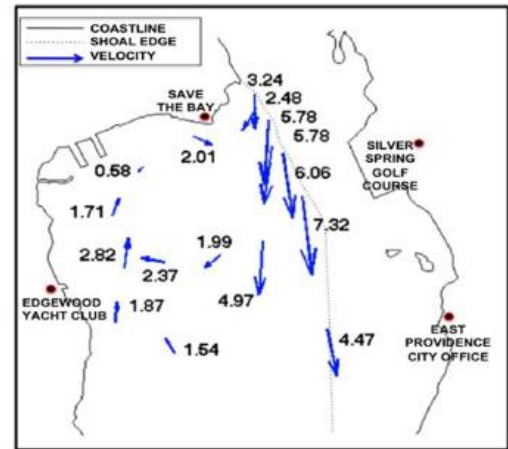 COASTLINE
SHOAL EDGE
VELOCITY
3.24
SAVE
THE BAY
2.48
5.78
5.78
2.01
SILVER
SPRING
GOLF
COURSE
0.58
6.06
1.71
7.32
2.82
1.99
2.37
EDGEWOOD
YACHT CLUB
1.87
4.97
EAST
PROVIDENCE
CITY OFFICE
4.47
1.54